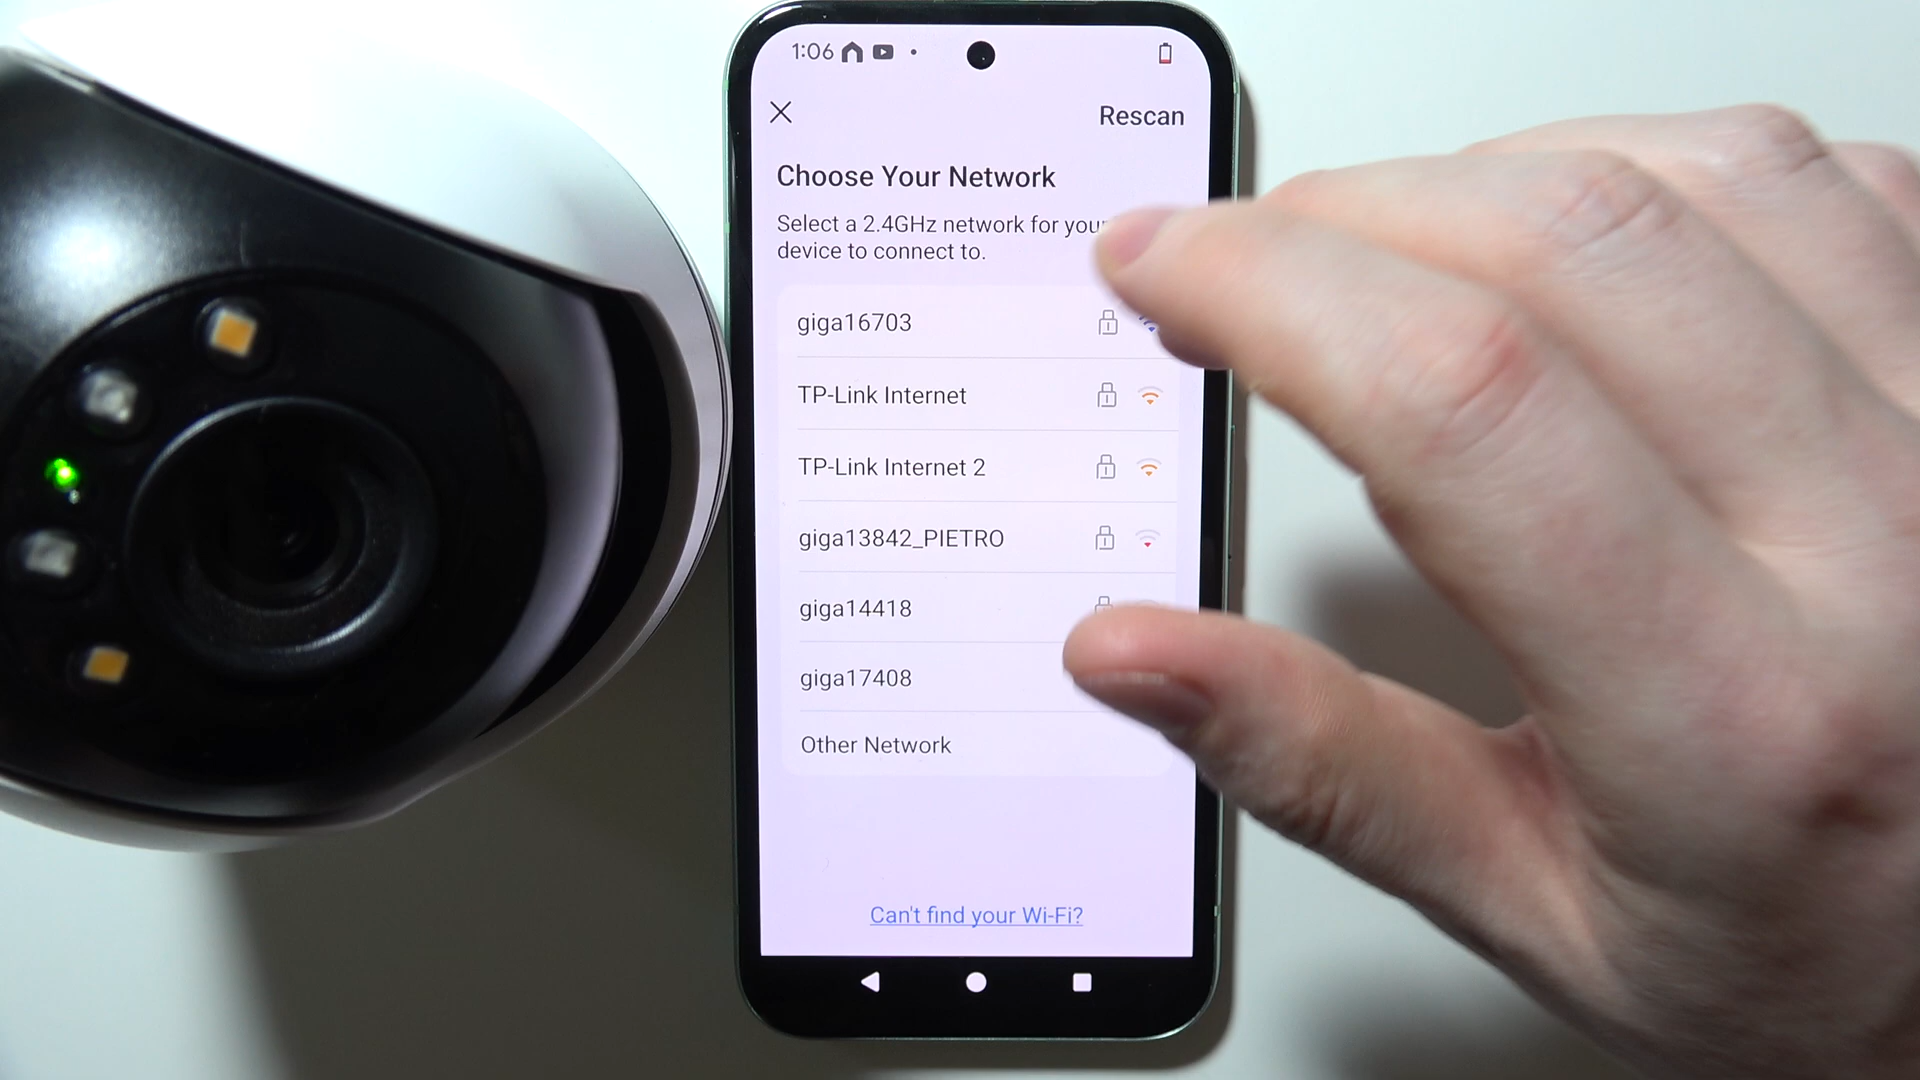 1:06
Rescan
Choose Your Network
Select a 2.4GHz network for your
device to connect to.
giga16703
TP-Link Internet
TP-Link Internet 2
giga13842_PIETRO
giga14418
giga17408
Other Network
Can't find your Wi-Fi?